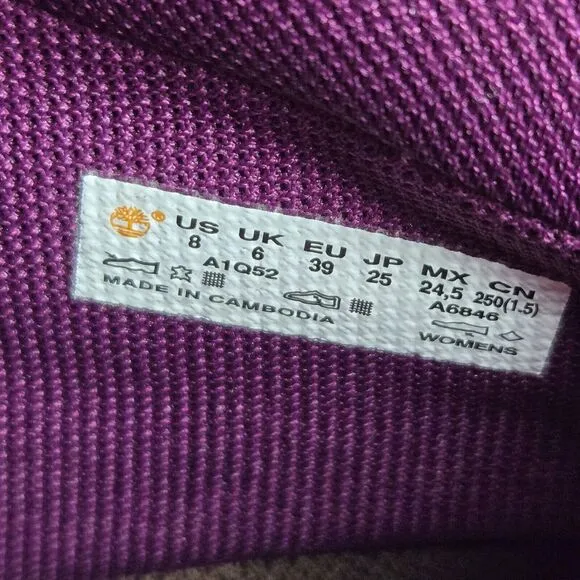 ® US UK EU JP MX CN
8 6 39 25 24,5 250(1.5)
A1Q52 A6846
MADE IN CAMBODIA WOMENS